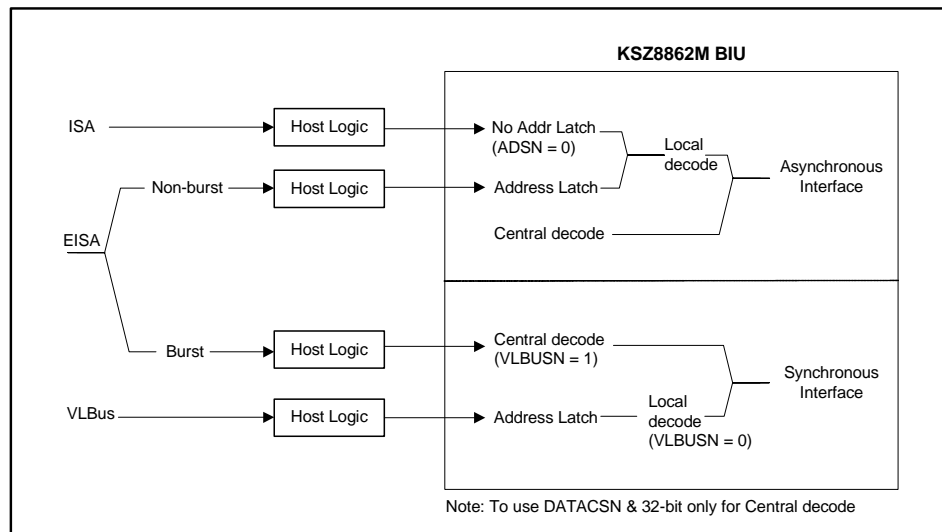 KSZ8862M BIU
ISA
Host Logic
No Addr Latch
(ADSN = 0)
Local
decode
Asynchronous
Interface
Non-burst
Host Logic
Address Latch
EISA
Central decode
Burst
Host Logic
Central decode
(VLBUSN = 1)
Synchronous
Interface
VLBus
Host Logic
Address Latch
Local
decode
(VLBUSN = 0)
Note: To use DATACSN & 32-bit only for Central decode